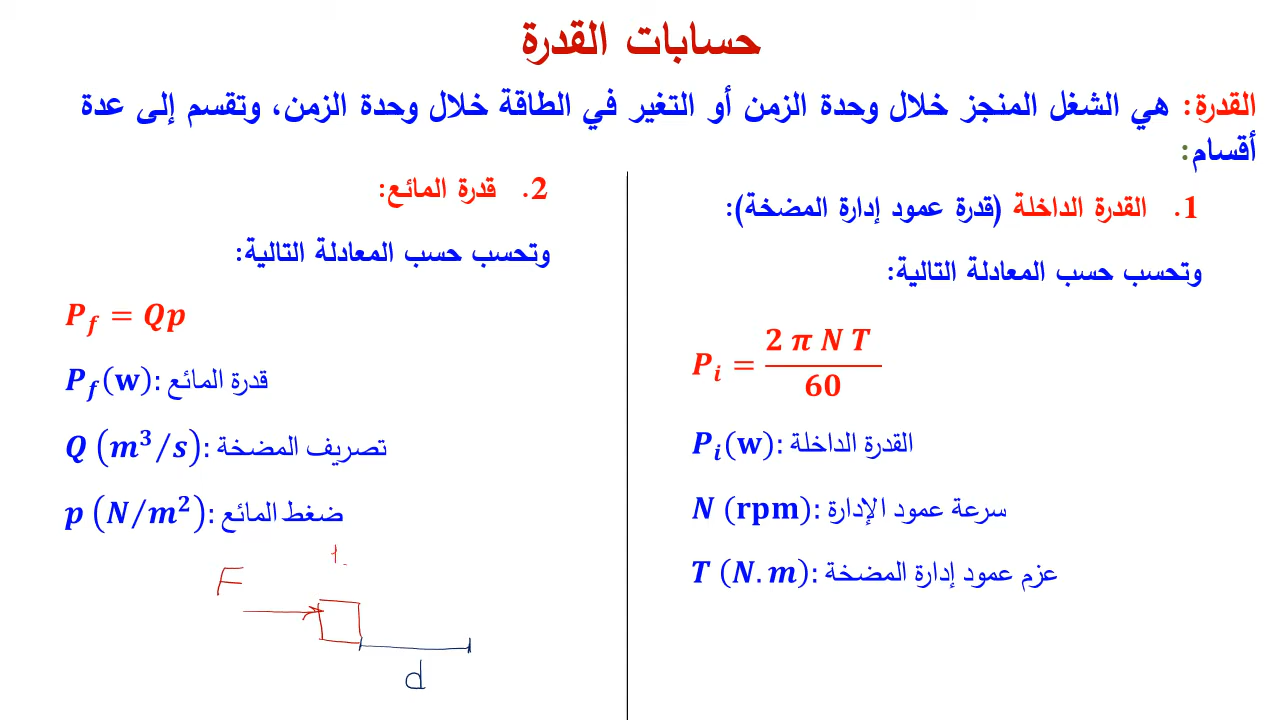 حسابات القدرة
القدرة: هي الشغل المنجز خلال وحدة الزمن أو التغير في الطاقة خلال وحدة الزمن، وتقسم إلى عدة
أقسام:
1. القدرة الداخلة (قدرة عمود إدارة المضخة):
وتحسب حسب المعادلة التالية:
P_i = 2 π N T / 60
P_i(w): القدرة الداخلة
N (rpm): سرعة عمود الإدارة
T (N.m): عزم عمود إدارة المضخة
2. قدرة المائع:
وتحسب حسب المعادلة التالية:
P_f = Qp
P_f(w): قدرة المائع
Q (m³/s): تصريف المضخة
p (N/m²): ضغط المائع
F
d